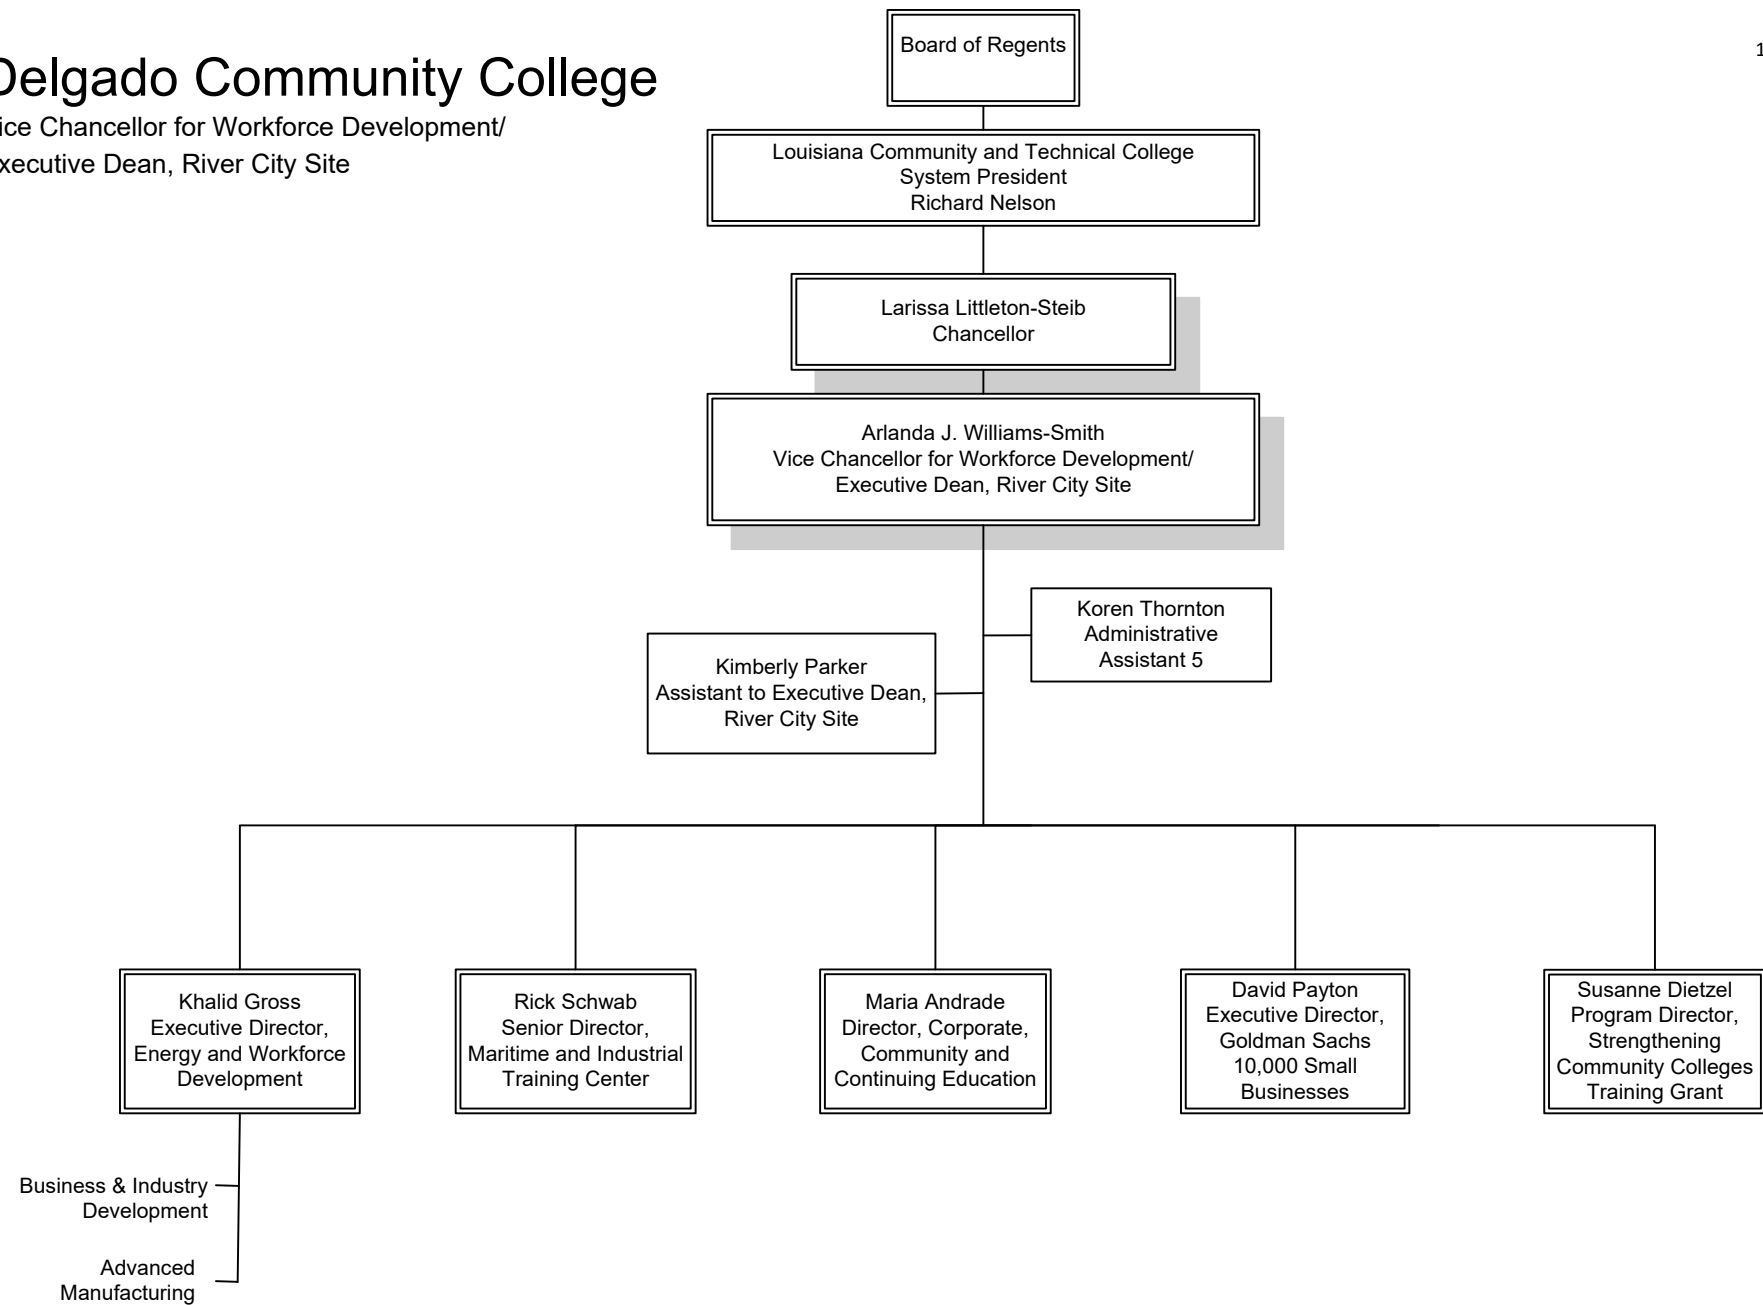 Delgado Community College
ice Chancellor for Workforce Development/
xecutive Dean, River City Site
1
Board of Regents
Louisiana Community and Technical College
System President
Richard Nelson
Larissa Littleton-Steib
Chancellor
Arlanda J. Williams-Smith
Vice Chancellor for Workforce Development/
Executive Dean, River City Site
Koren Thornton
Administrative
Assistant 5
Kimberly Parker
Assistant to Executive Dean,
River City Site
Khalid Gross
Executive Director,
Energy and Workforce
Development
Rick Schwab
Senior Director,
Maritime and Industrial
Training Center
Maria Andrade
Director, Corporate,
Community and
Continuing Education
David Payton
Executive Director,
Goldman Sachs
10,000 Small
Businesses
Susanne Dietzel
Program Director,
Strengthening
Community Colleges
Training Grant
Business & Industry
Development
Advanced
Manufacturing